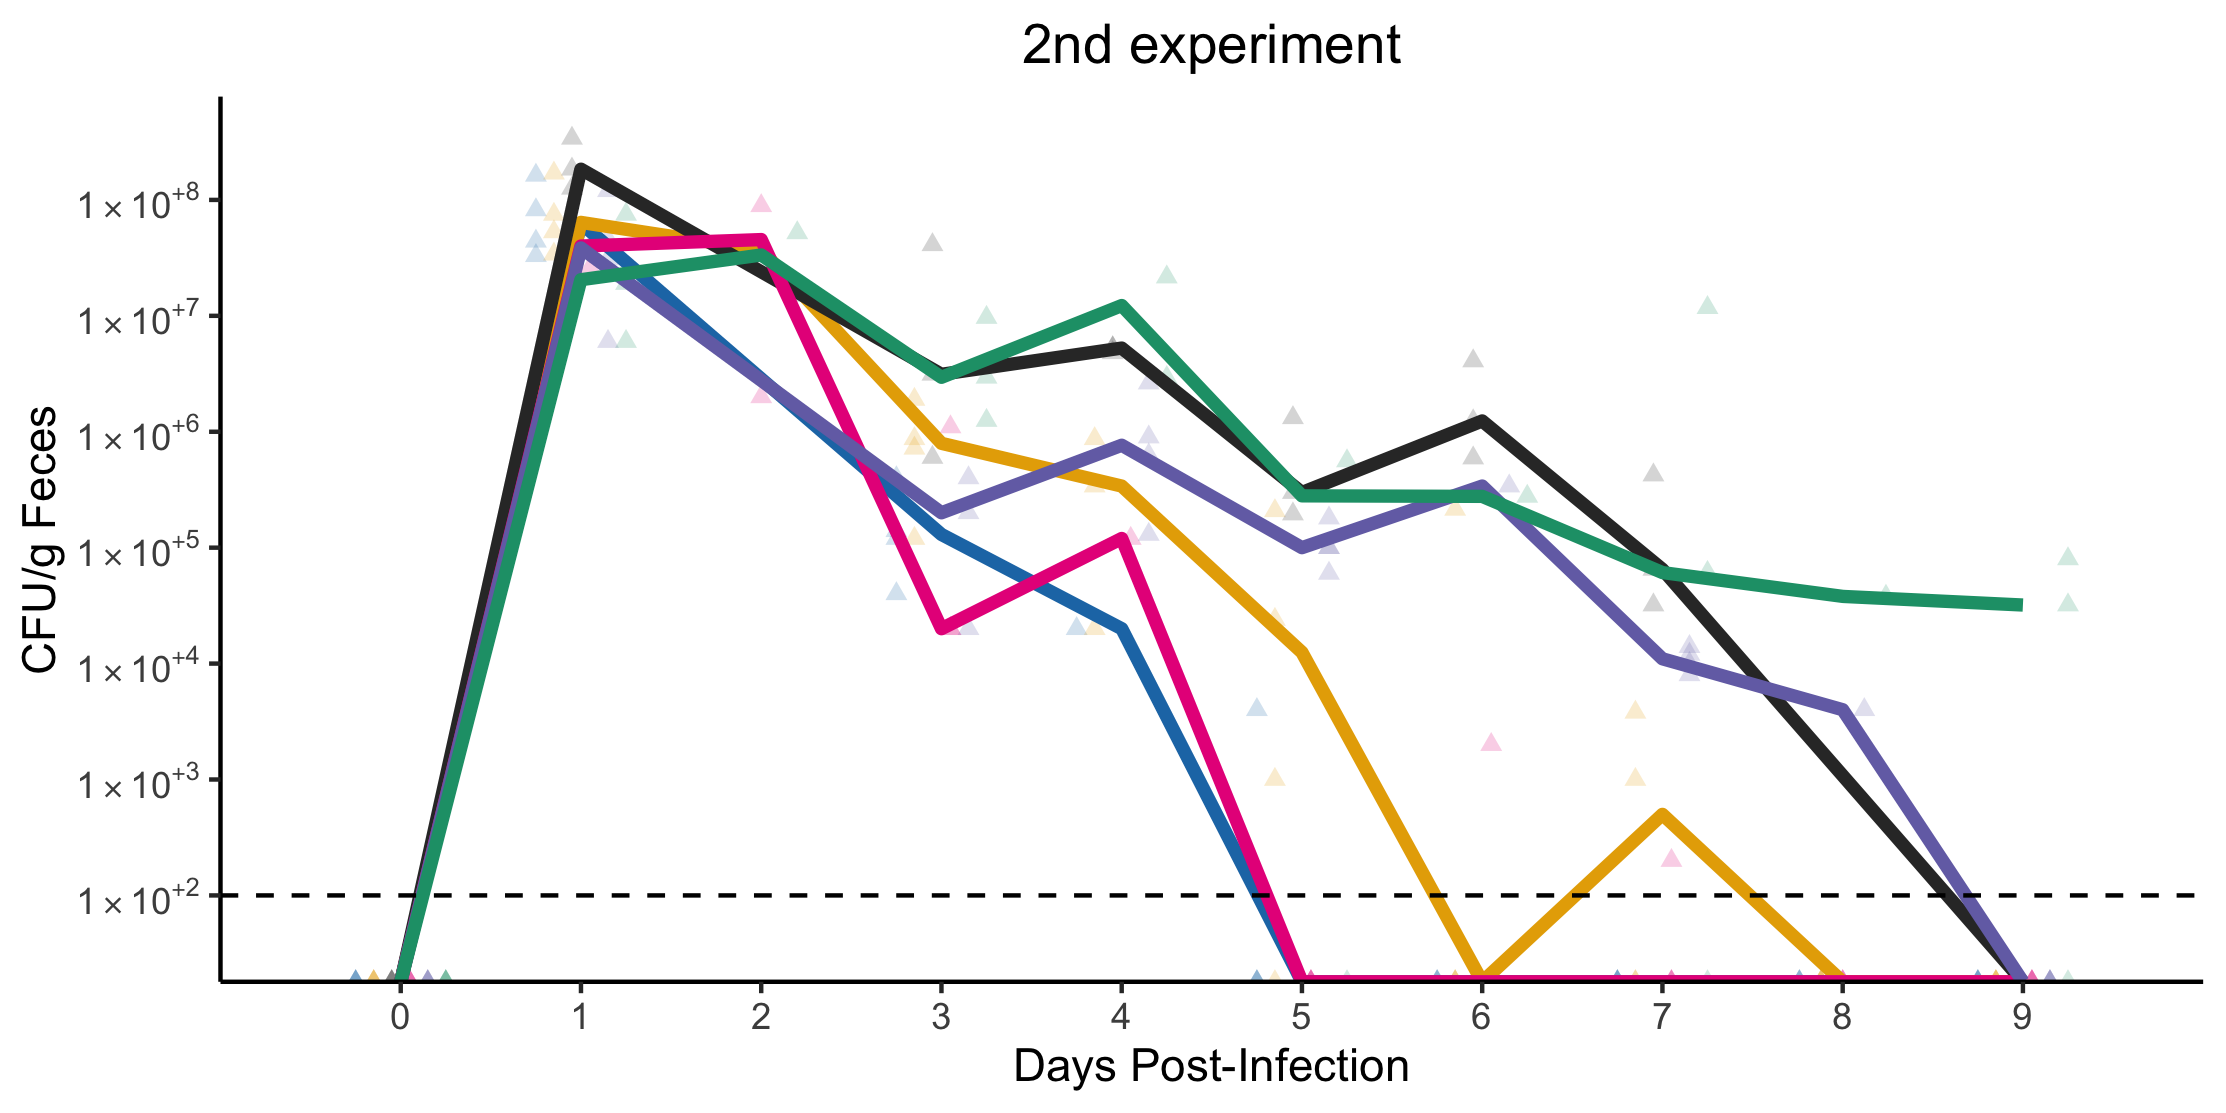 2nd experiment
CFU/g Feces
1×10+8
1×10+7
1×10+6
1×10+5
1×10+4
1×10+3
1×10+2
0 1 2 3 4 5 6 7 8 9
Days Post-Infection